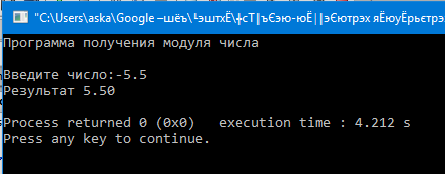 "C:\Users\aska\Google
Программа получения модуля числа
Введите число:-5.5
Результат 5.50
Process returned 0 (0x0)   execution time : 4.212 s
Press any key to continue.